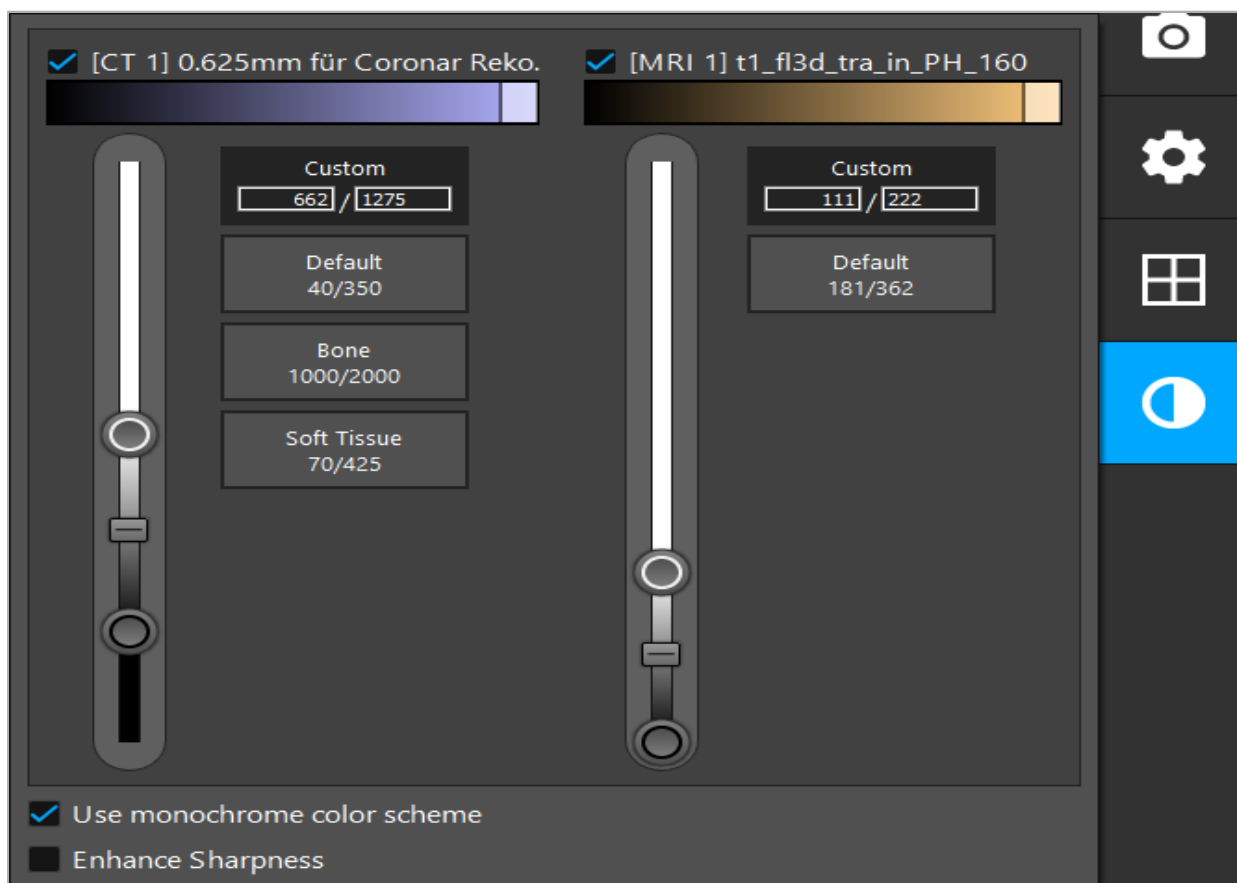 [CT 1] 0.625mm für Coronar Reko.
Custom
662 / 1275
Default
40/350
Bone
1000/2000
Soft Tissue
70/425
[MRI 1] t1_fl3d_tra_in_PH_160
Custom
111 / 222
Default
181/362
Use monochrome color scheme
Enhance Sharpness